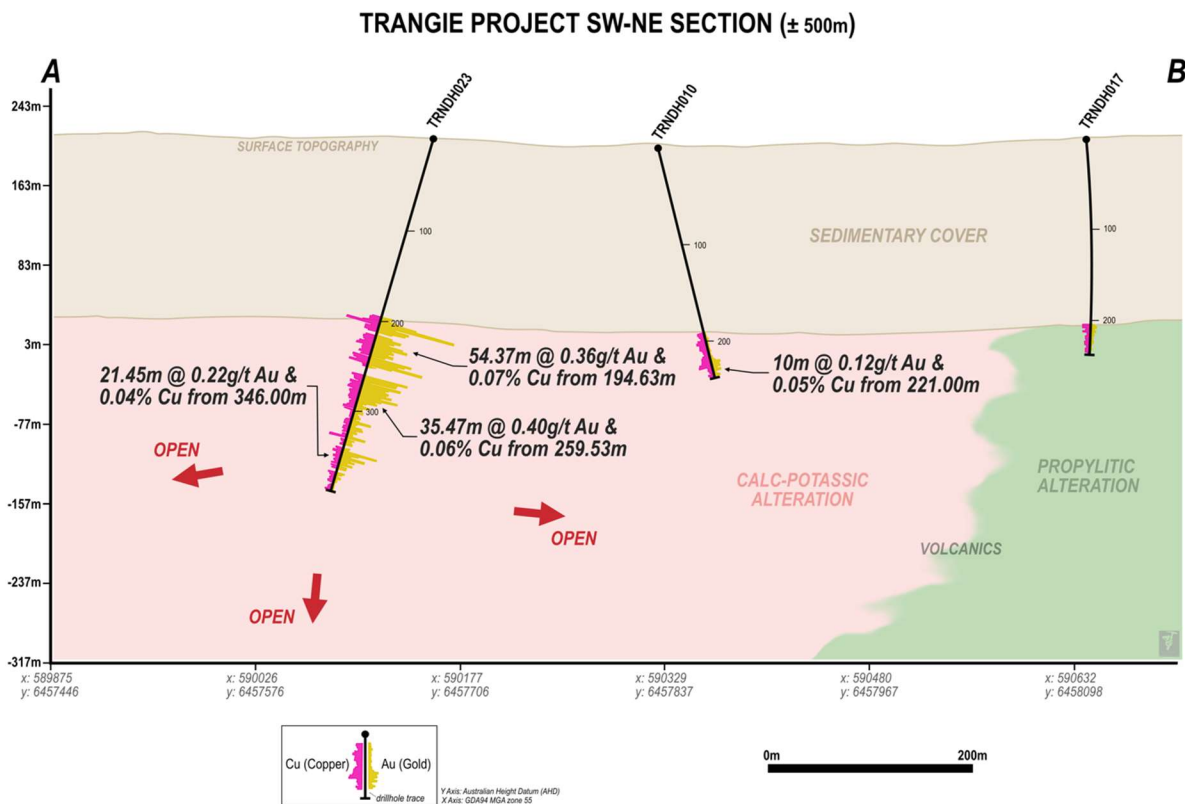 TRANGIE PROJECT SW-NE SECTION (± 500m)
A
B
TRNDH023
TRNDH010
TRNDH017
243m
163m
83m
3m
-77m
-157m
-237m
-317m
SURFACE TOPOGRAPHY
SEDIMENTARY COVER
100
100
100
200
200
200
300
21.45m @ 0.22g/t Au &
0.04% Cu from 346.00m
54.37m @ 0.36g/t Au &
0.07% Cu from 194.63m
35.47m @ 0.40g/t Au &
0.06% Cu from 259.53m
10m @ 0.12g/t Au &
0.05% Cu from 221.00m
OPEN
OPEN
OPEN
CALC-POTASSIC
ALTERATION
PROPYLITIC
ALTERATION
VOLCANICS
x: 589875
y: 6457446
x: 590026
y: 6457576
x: 590177
y: 6457706
x: 590329
y: 6457837
x: 590480
y: 6457967
x: 590632
y: 6458098
Cu (Copper)
Au (Gold)
drillhole trace
Y Axis: Australian Height Datum (AHD)
X Axis: GDA94 MGA zone 55
0m
200m